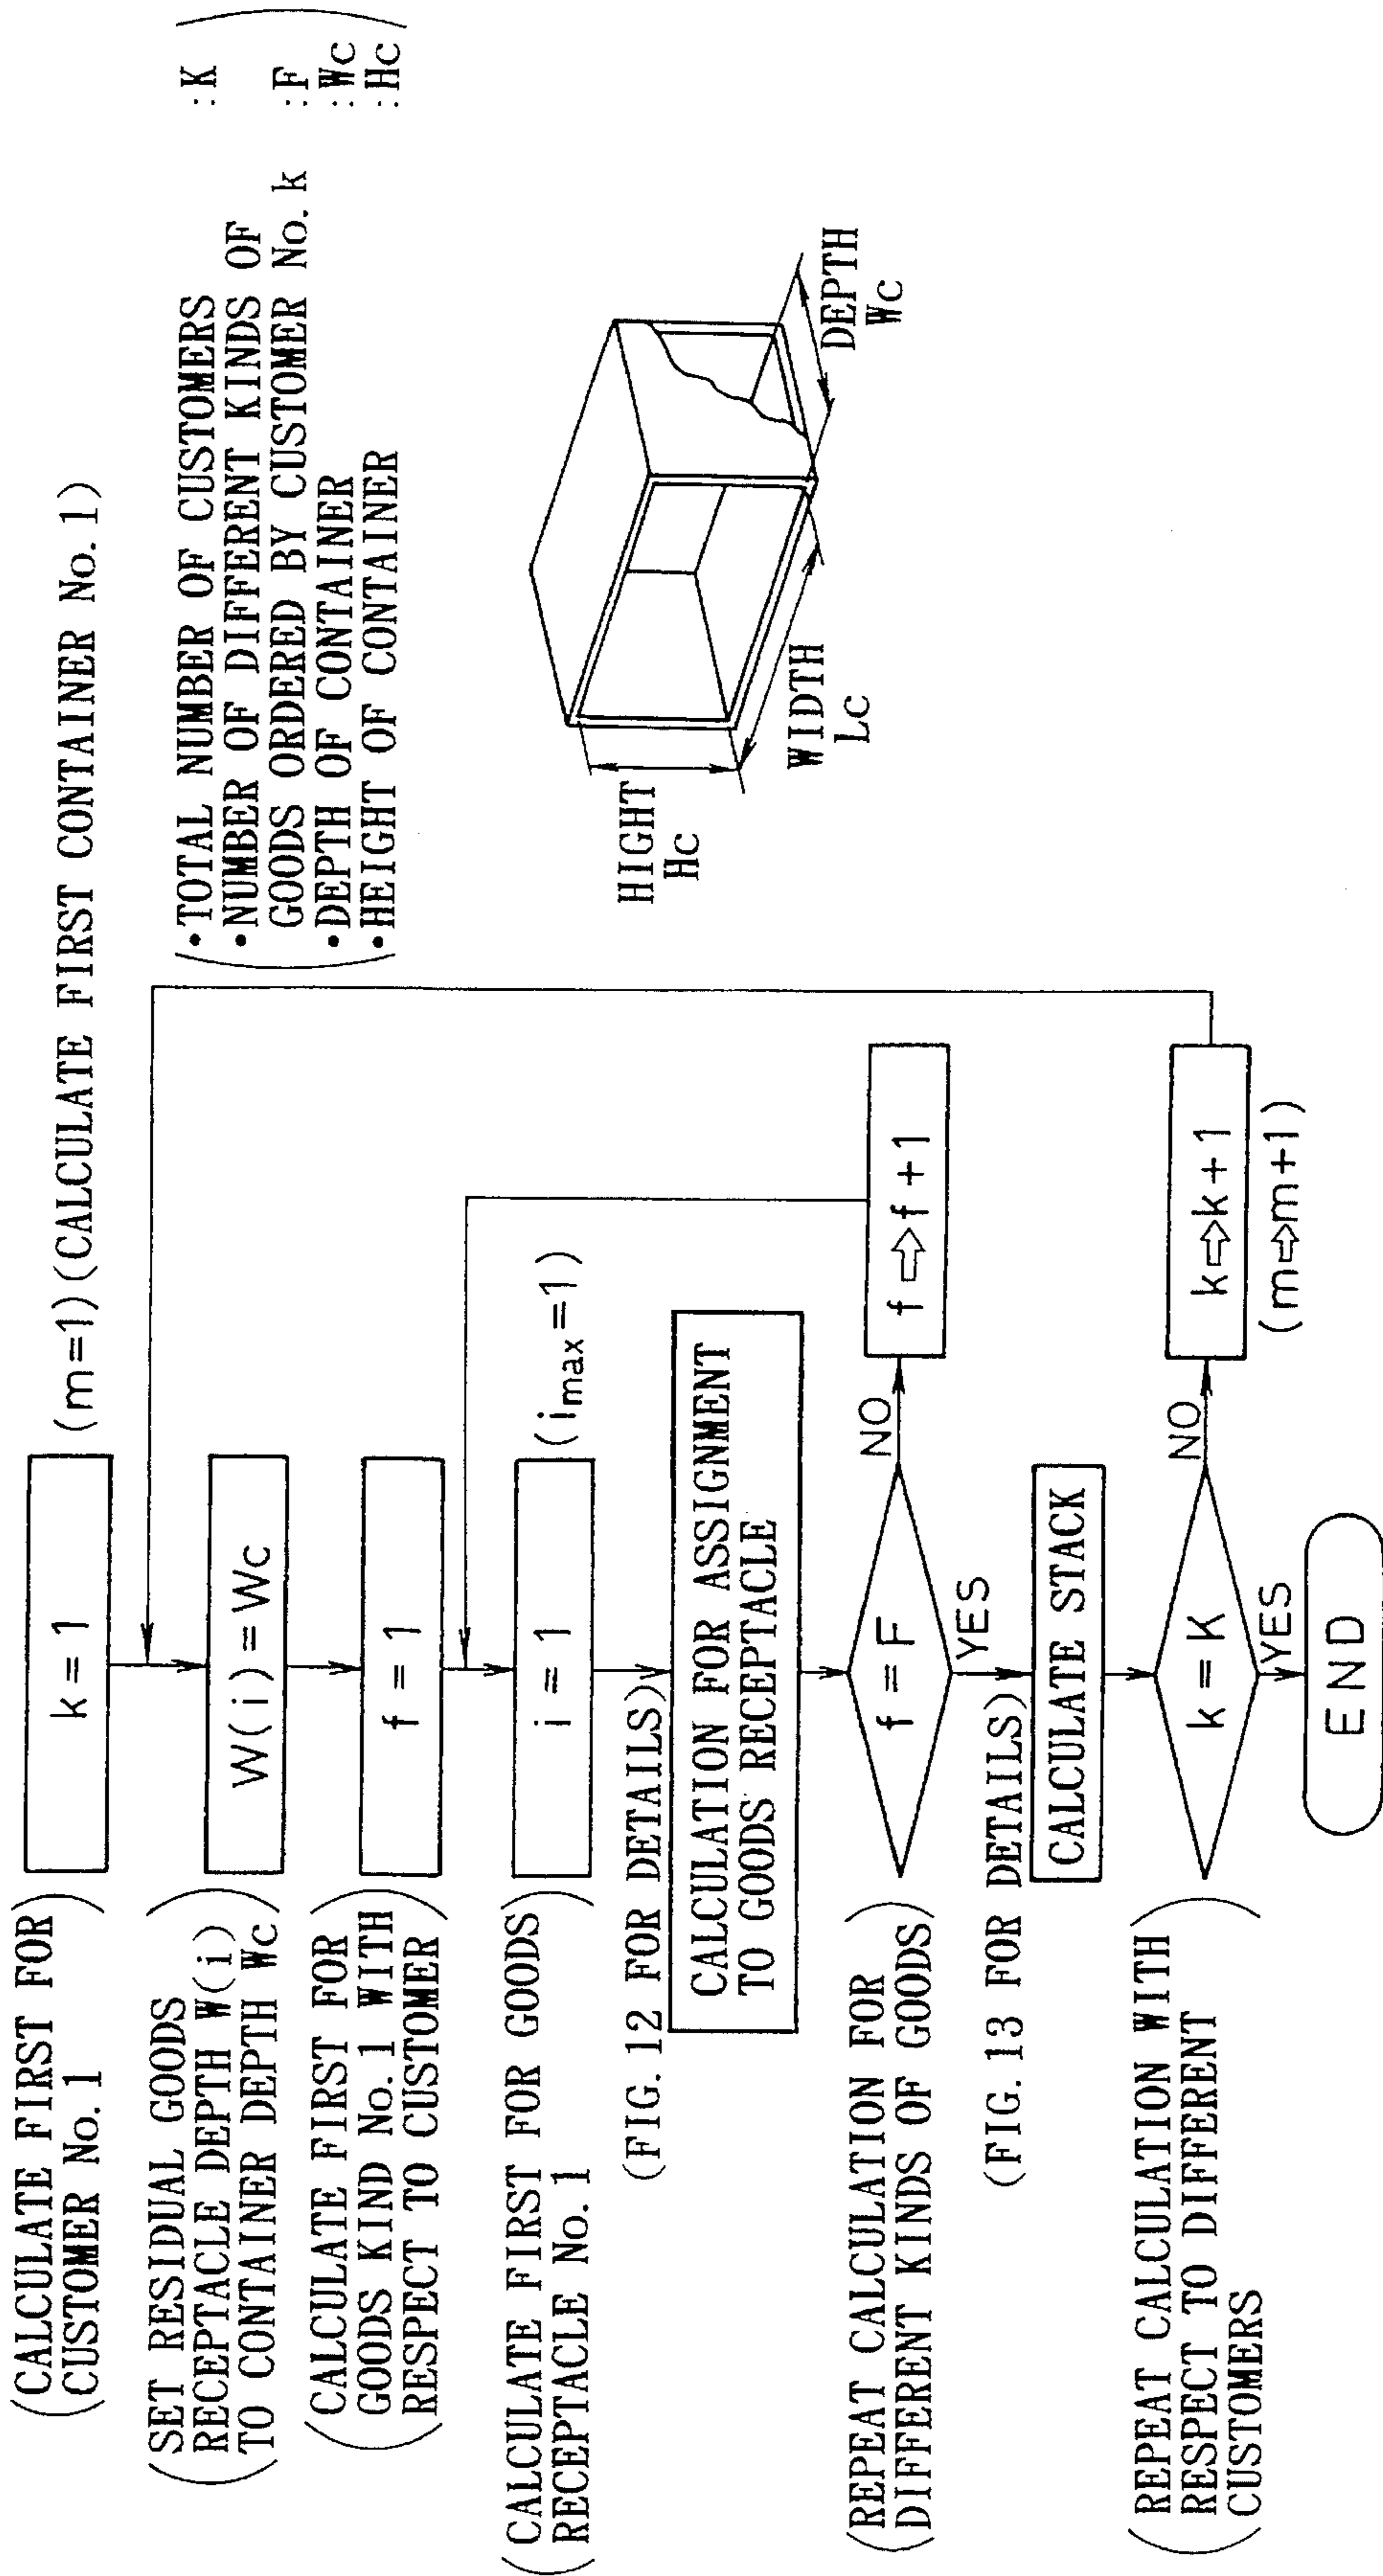 (CALCULATE FIRST FOR
CUSTOMER No. 1)
k = 1
(m=1) (CALCULATE FIRST CONTAINER No. 1)
(SET RESIDUAL GOODS
RECEPTACLE DEPTH W(i)
TO CONTAINER DEPTH Wc)
W(i) = Wc
(CALCULATE FIRST FOR
GOODS KIND No. 1 WITH
RESPECT TO CUSTOMER)
f = 1
(CALCULATE FIRST FOR GOODS
RECEPTACLE No. 1)
i = 1
(imax=1)
(FIG. 12 FOR DETAILS)
CALCULATION FOR ASSIGNMENT
TO GOODS RECEPTACLE
(REPEAT CALCULATION FOR
DIFFERENT KINDS OF GOODS)
f = F
NO
f ⇨ f + 1
YES
(FIG. 13 FOR DETAILS)
CALCULATE STACK
(REPEAT CALCULATION WITH
RESPECT TO DIFFERENT
CUSTOMERS)
k = K
NO
k⇨k+1
(m⇨m+1)
YES
END
(•TOTAL NUMBER OF CUSTOMERS :K
•NUMBER OF DIFFERENT KINDS OF
GOODS ORDERED BY CUSTOMER No. k :F
•DEPTH OF CONTAINER :Wc
•HEIGHT OF CONTAINER :Hc)
HIGHT
Hc
WIDTH
Lc
DEPTH
Wc